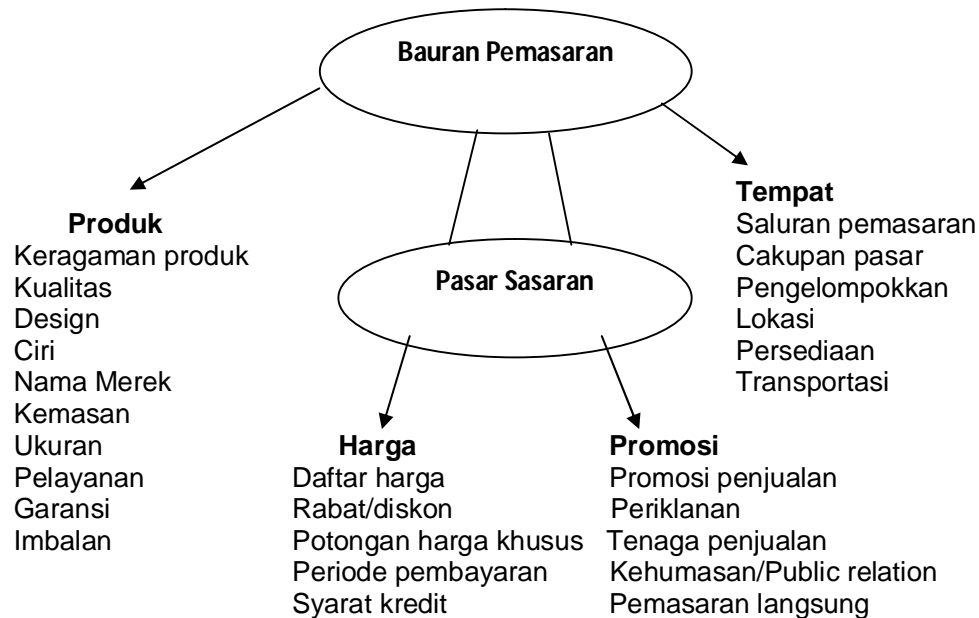 Bauran Pemasaran
Produk
Keragaman produk
Kualitas
Design
Ciri
Nama Merek
Kemasan
Ukuran
Pelayanan
Garansi
Imbalan
Pasar Sasaran
Harga
Daftar harga
Rabat/diskon
Potongan harga khusus
Periode pembayaran
Syarat kredit
Promosi
Promosi penjualan
Periklanan
Tenaga penjualan
Kehumasan/Public relation
Pemasaran langsung
Tempat
Saluran pemasaran
Cakupan pasar
Pengelompokkan
Lokasi
Persediaan
Transportasi